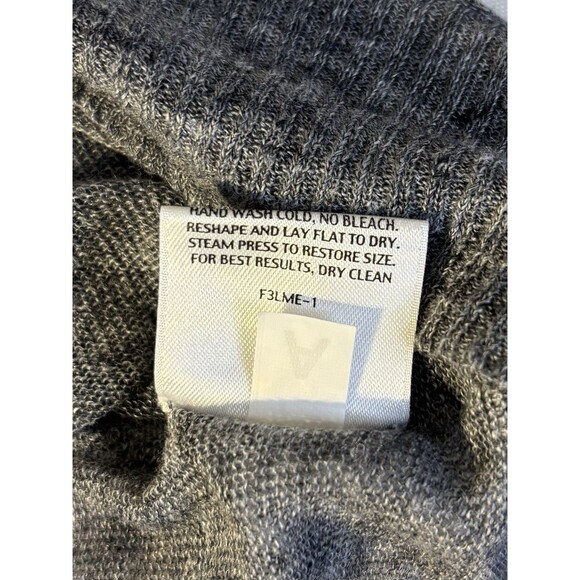 HAND WASH COLD, NO BLEACH.
RESHAPE AND LAY FLAT TO DRY.
STEAM PRESS TO RESTORE SIZE.
FOR BEST RESULTS, DRY CLEAN
F3LME-1
A